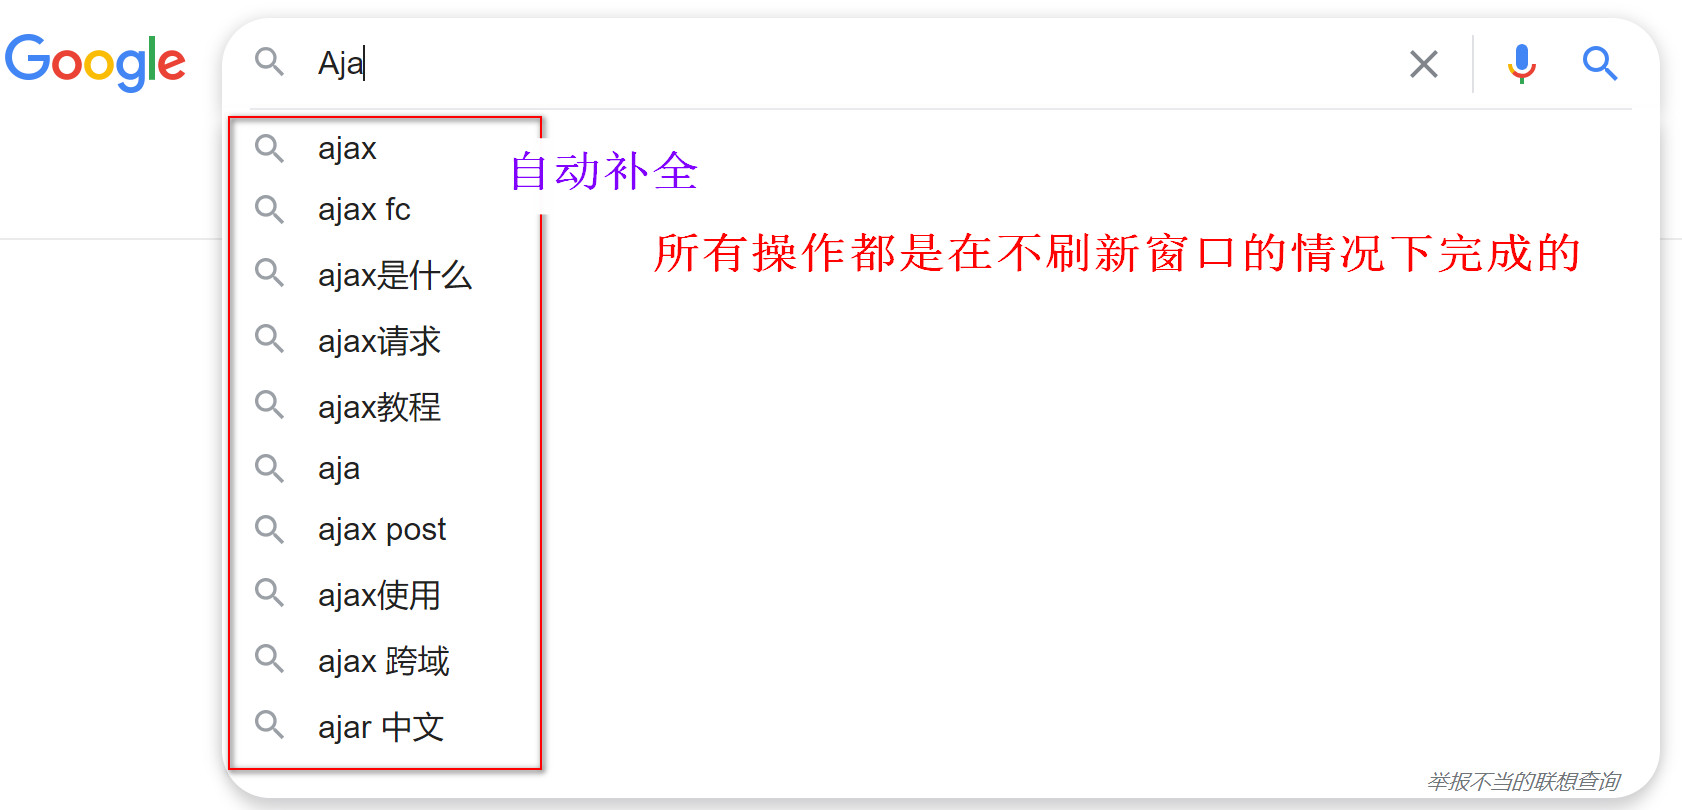 Google
Aja
ajax
自动补全
ajax fc
所有操作都是在不刷新窗口的情况下完成的
ajax是什么
ajax请求
ajax教程
aja
ajax post
ajax使用
ajax 跨域
ajar 中文
举报不当的联想查询